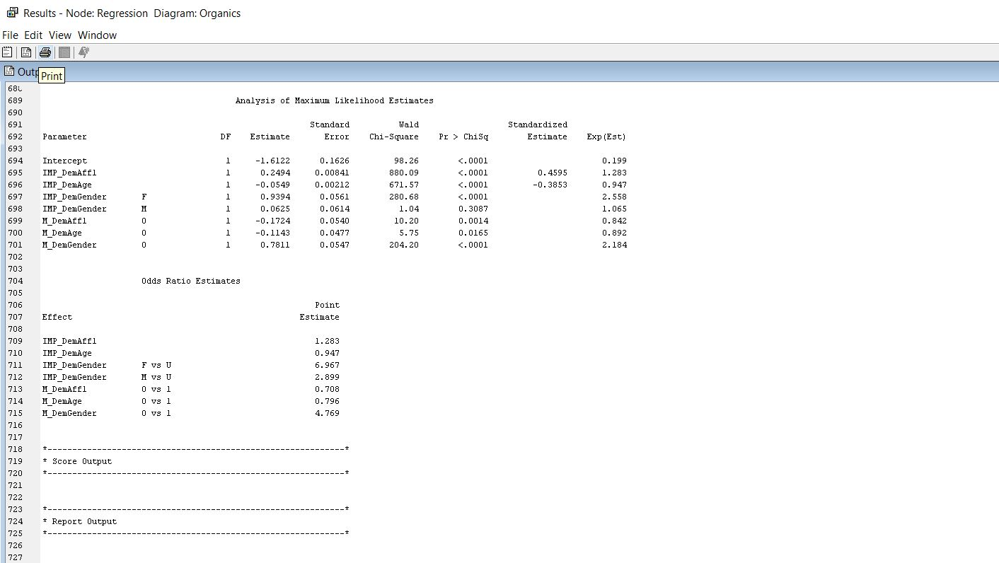 Results - Node: Regression Diagram: Organics
File Edit View Window
Print
689 Analysis of Maximum Likelihood Estimates
690
691 Standard Wald Standardized
692 Parameter DF Estimate Error Chi-Square Pr > ChiSq Estimate Exp(Est)
693
694 Intercept 1 -1.6122 0.1626 98.26 <.0001 0.199
695 IMP_DemAffl 1 0.2494 0.00841 880.09 <.0001 0.4595 1.283
696 IMP_DemAge 1 -0.0549 0.00212 671.57 <.0001 -0.3853 0.947
697 IMP_DemGender F 1 0.9394 0.0561 280.68 <.0001 2.558
698 IMP_DemGender M 1 0.0625 0.0614 1.04 0.3087 1.065
699 M_DemAffl 0 1 -0.1724 0.0540 10.20 0.0014 0.842
700 M_DemAge 0 1 -0.1143 0.0477 5.75 0.0165 0.892
701 M_DemGender 0 1 0.7811 0.0547 204.20 <.0001 2.184
702
703
704 Odds Ratio Estimates
705
706 Point
707 Effect Estimate
708
709 IMP_DemAffl 1.283
710 IMP_DemAge 0.947
711 IMP_DemGender F vs U 6.967
712 IMP_DemGender M vs U 2.899
713 M_DemAffl 0 vs 1 0.708
714 M_DemAge 0 vs 1 0.796
715 M_DemGender 0 vs 1 4.769
716
717
718 *------------------------------------------------------------*
719 * Score Output
720 *------------------------------------------------------------*
721
722
723 *------------------------------------------------------------*
724 * Report Output
725 *------------------------------------------------------------*
726
727